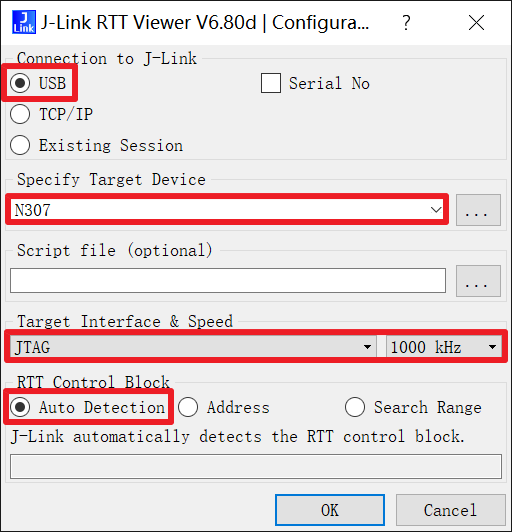 J-Link RTT Viewer V6.80d | Configura...
Connection to J-Link
USB Serial No
TCP/IP
Existing Session
Specify Target Device
N307 ...
Script file (optional)
...
Target Interface & Speed
JTAG 1000 kHz
RTT Control Block
Auto Detection Address Search Range
J-Link automatically detects the RTT control block.
OK Cancel